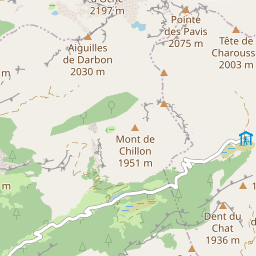 2197 m
Pointe
des Pavis
2075 m
Aiguilles
de Darbon
2030 m
Tête de
2003 m
Mont de
Chillon
1951 m
m
Dent du
Chat
1936 m